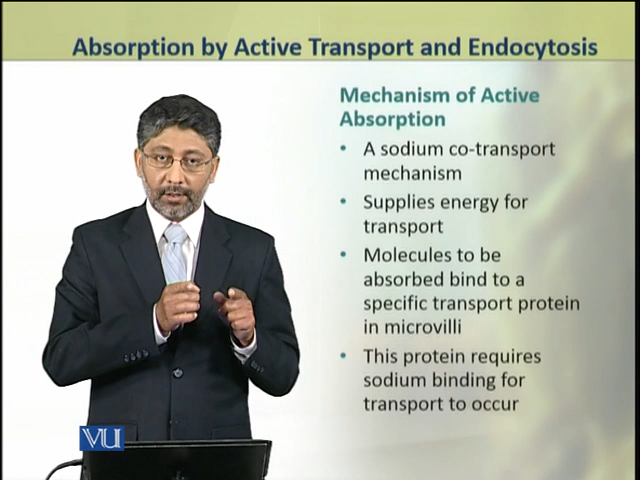 Absorption by Active Transport and Endocytosis
Mechanism of Active
Absorption
• A sodium co-transport
mechanism
• Supplies energy for
transport
• Molecules to be
absorbed bind to a
specific transport protein
in microvilli
• This protein requires
sodium binding for
transport to occur
VU